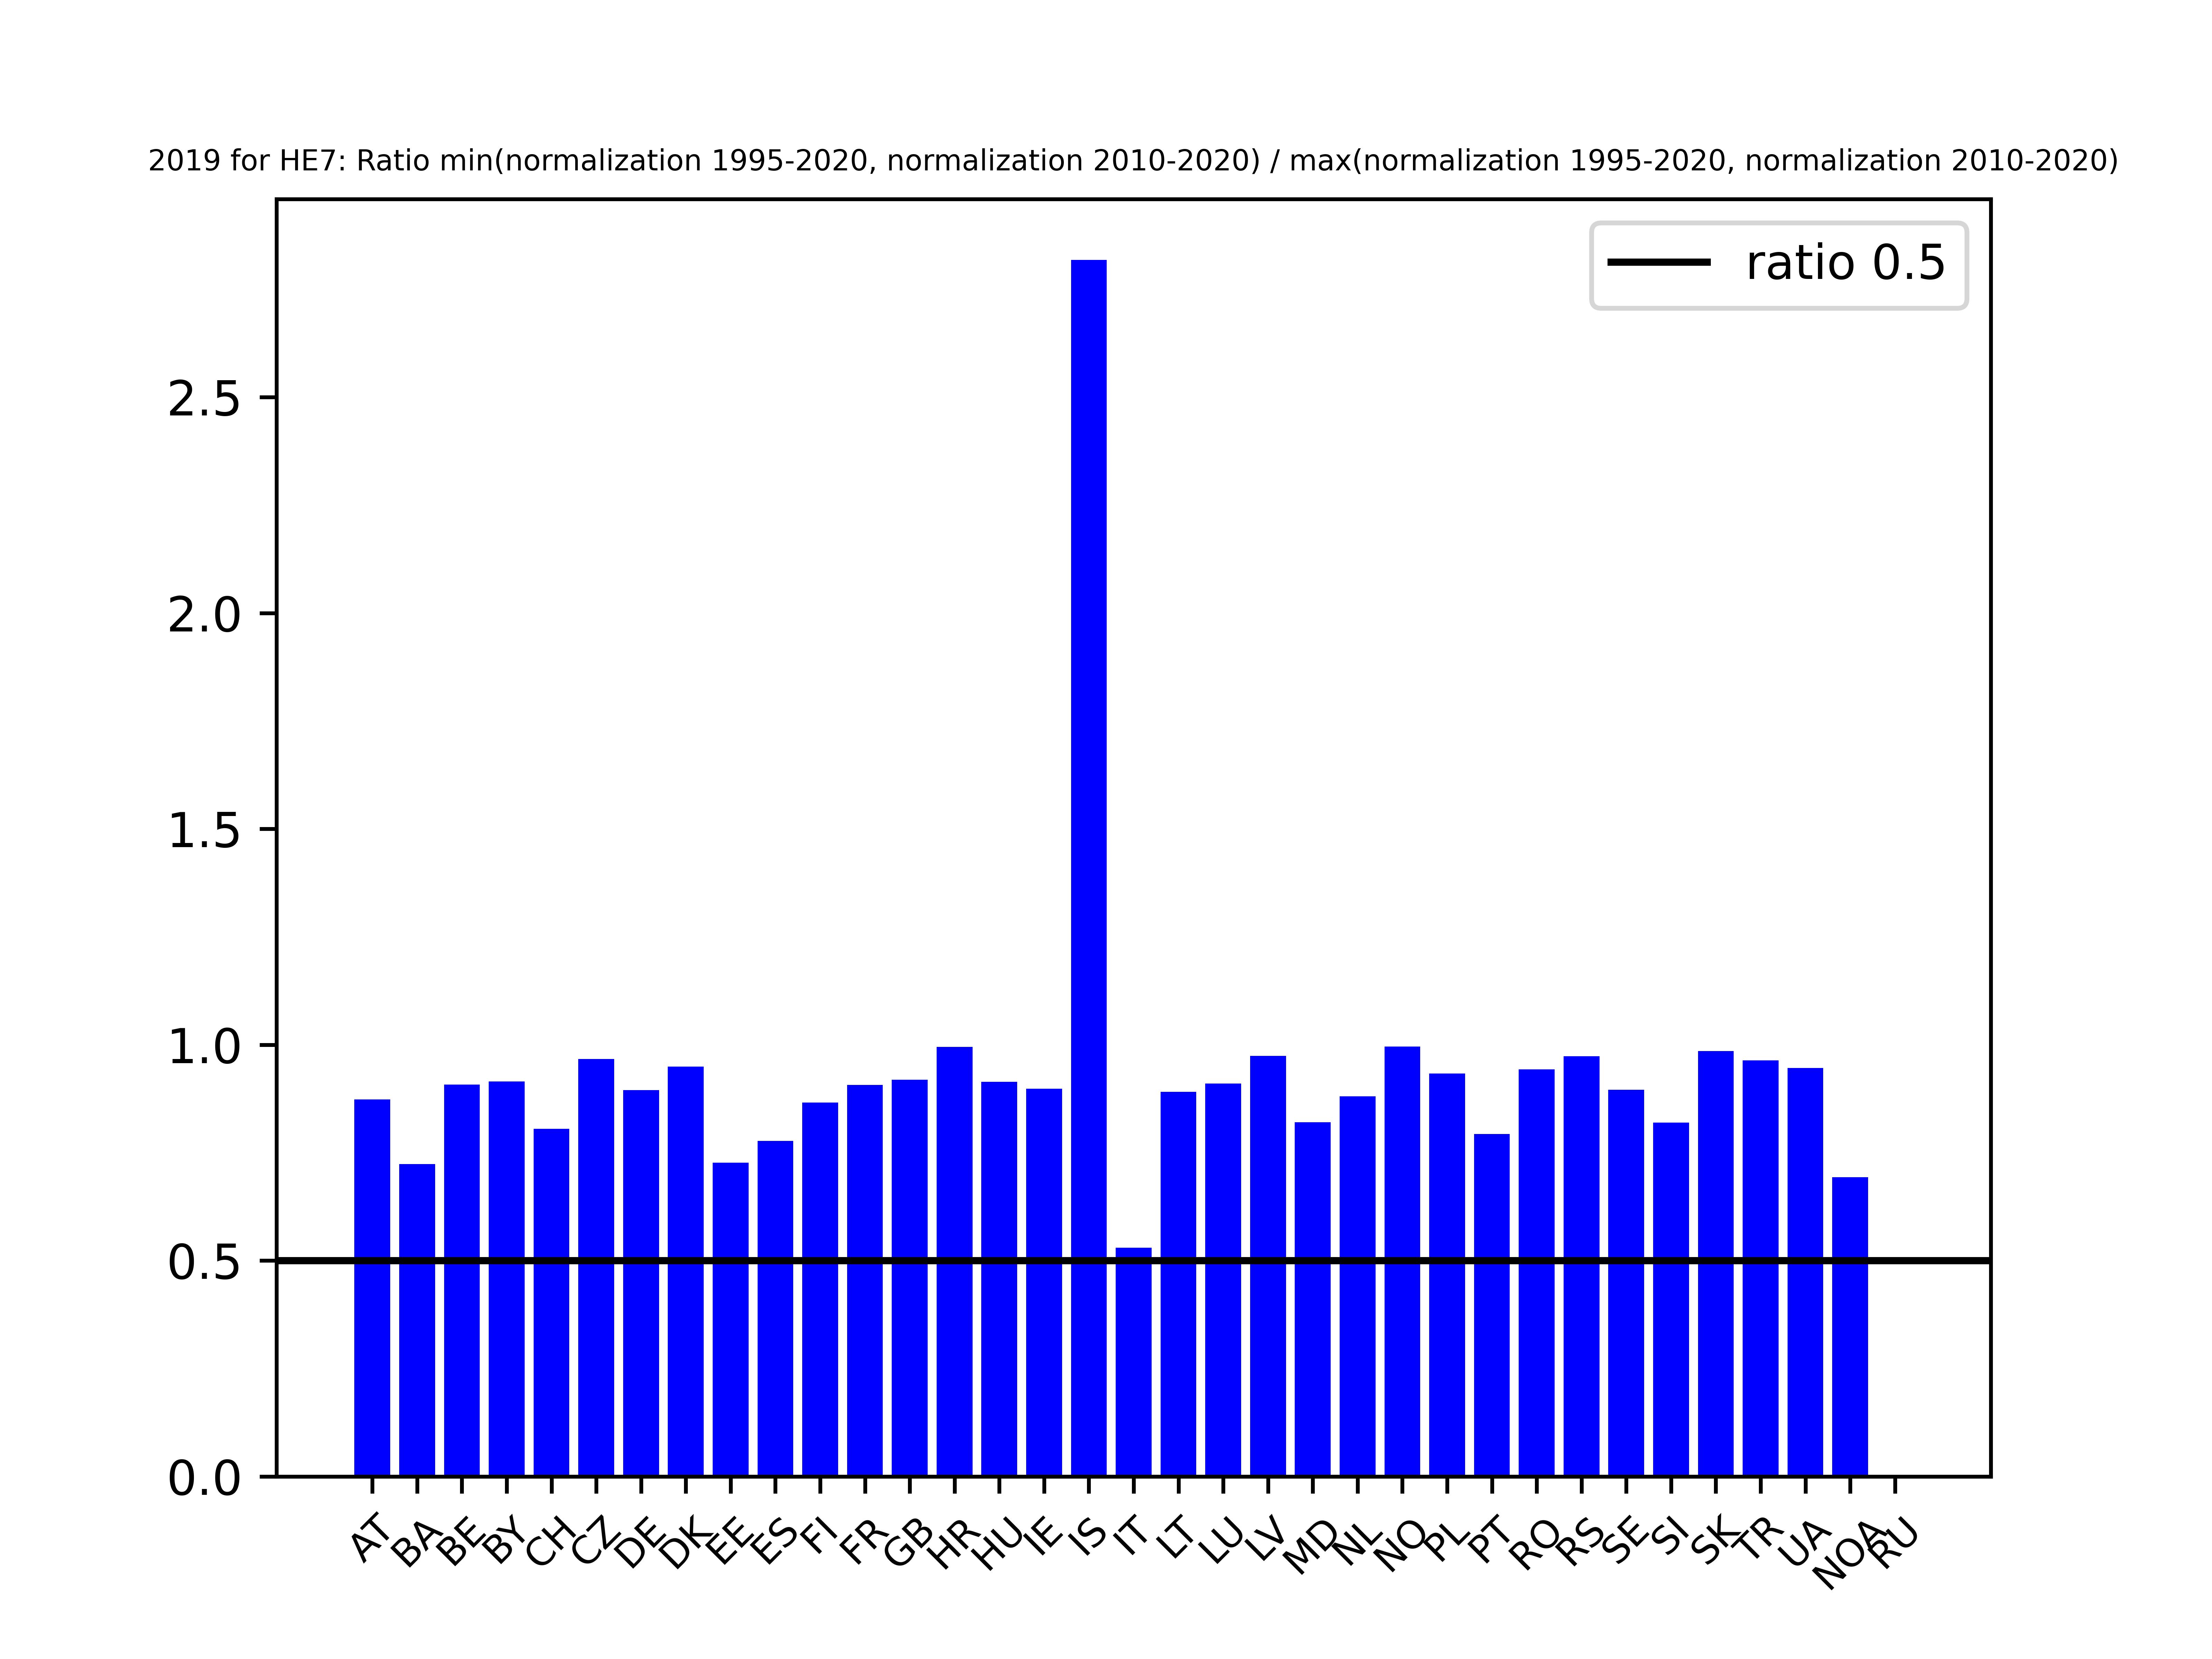 2019 for HE7: Ratio min(normalization 1995-2020, normalization 2010-2020) / max(normalization 1995-2020, normalization 2010-2020)
ratio 0.5
2.5
2.0
1.5
1.0
0.5
0.0
AT BA BE BY CH CZ DE DK EE ES FI FR GB HR HU IE IS IT LT LU LV MD NL NO PL PT RO RS SE SI SK TR UA NOA RU